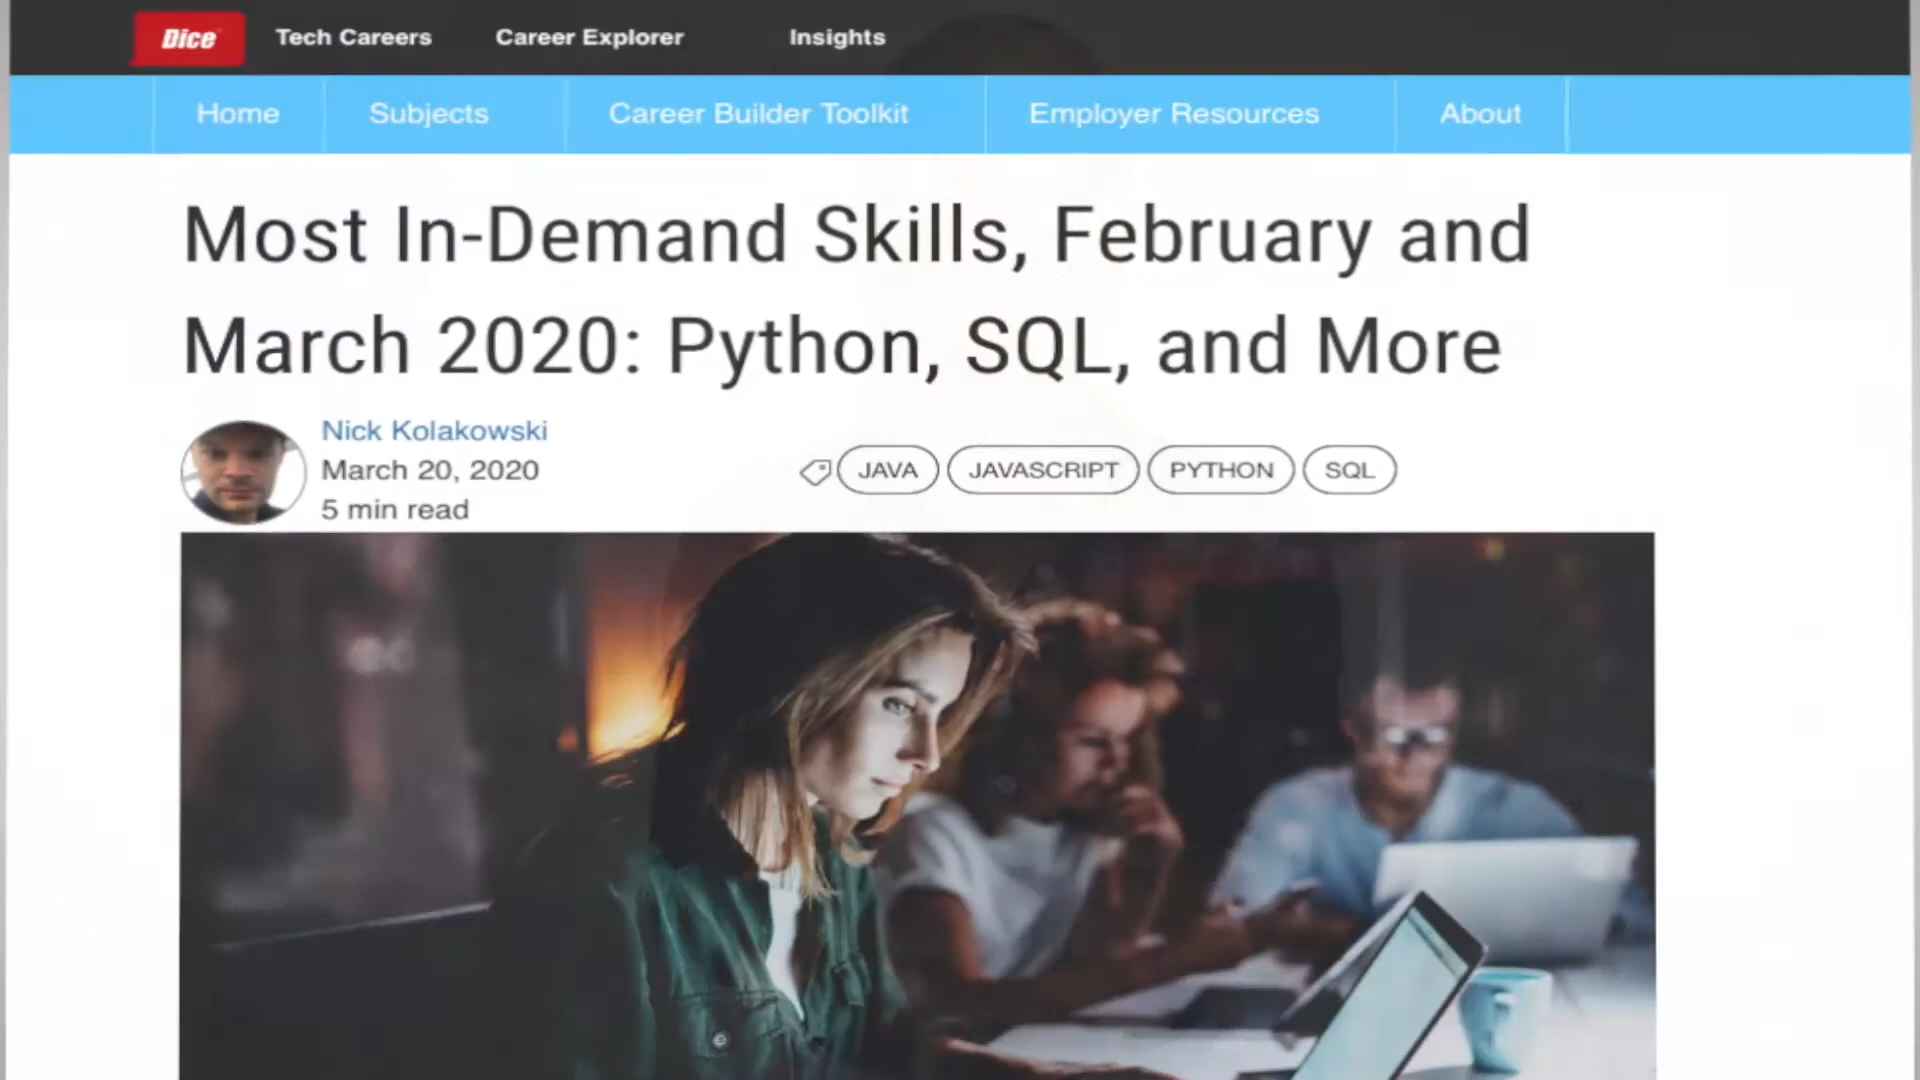 Dice Tech Careers Career Explorer Insights
Home Subjects Career Builder Toolkit Employer Resources About
Most In-Demand Skills, February and
March 2020: Python, SQL, and More
Nick Kolakowski
March 20, 2020
5 min read
JAVA JAVASCRIPT PYTHON SQL